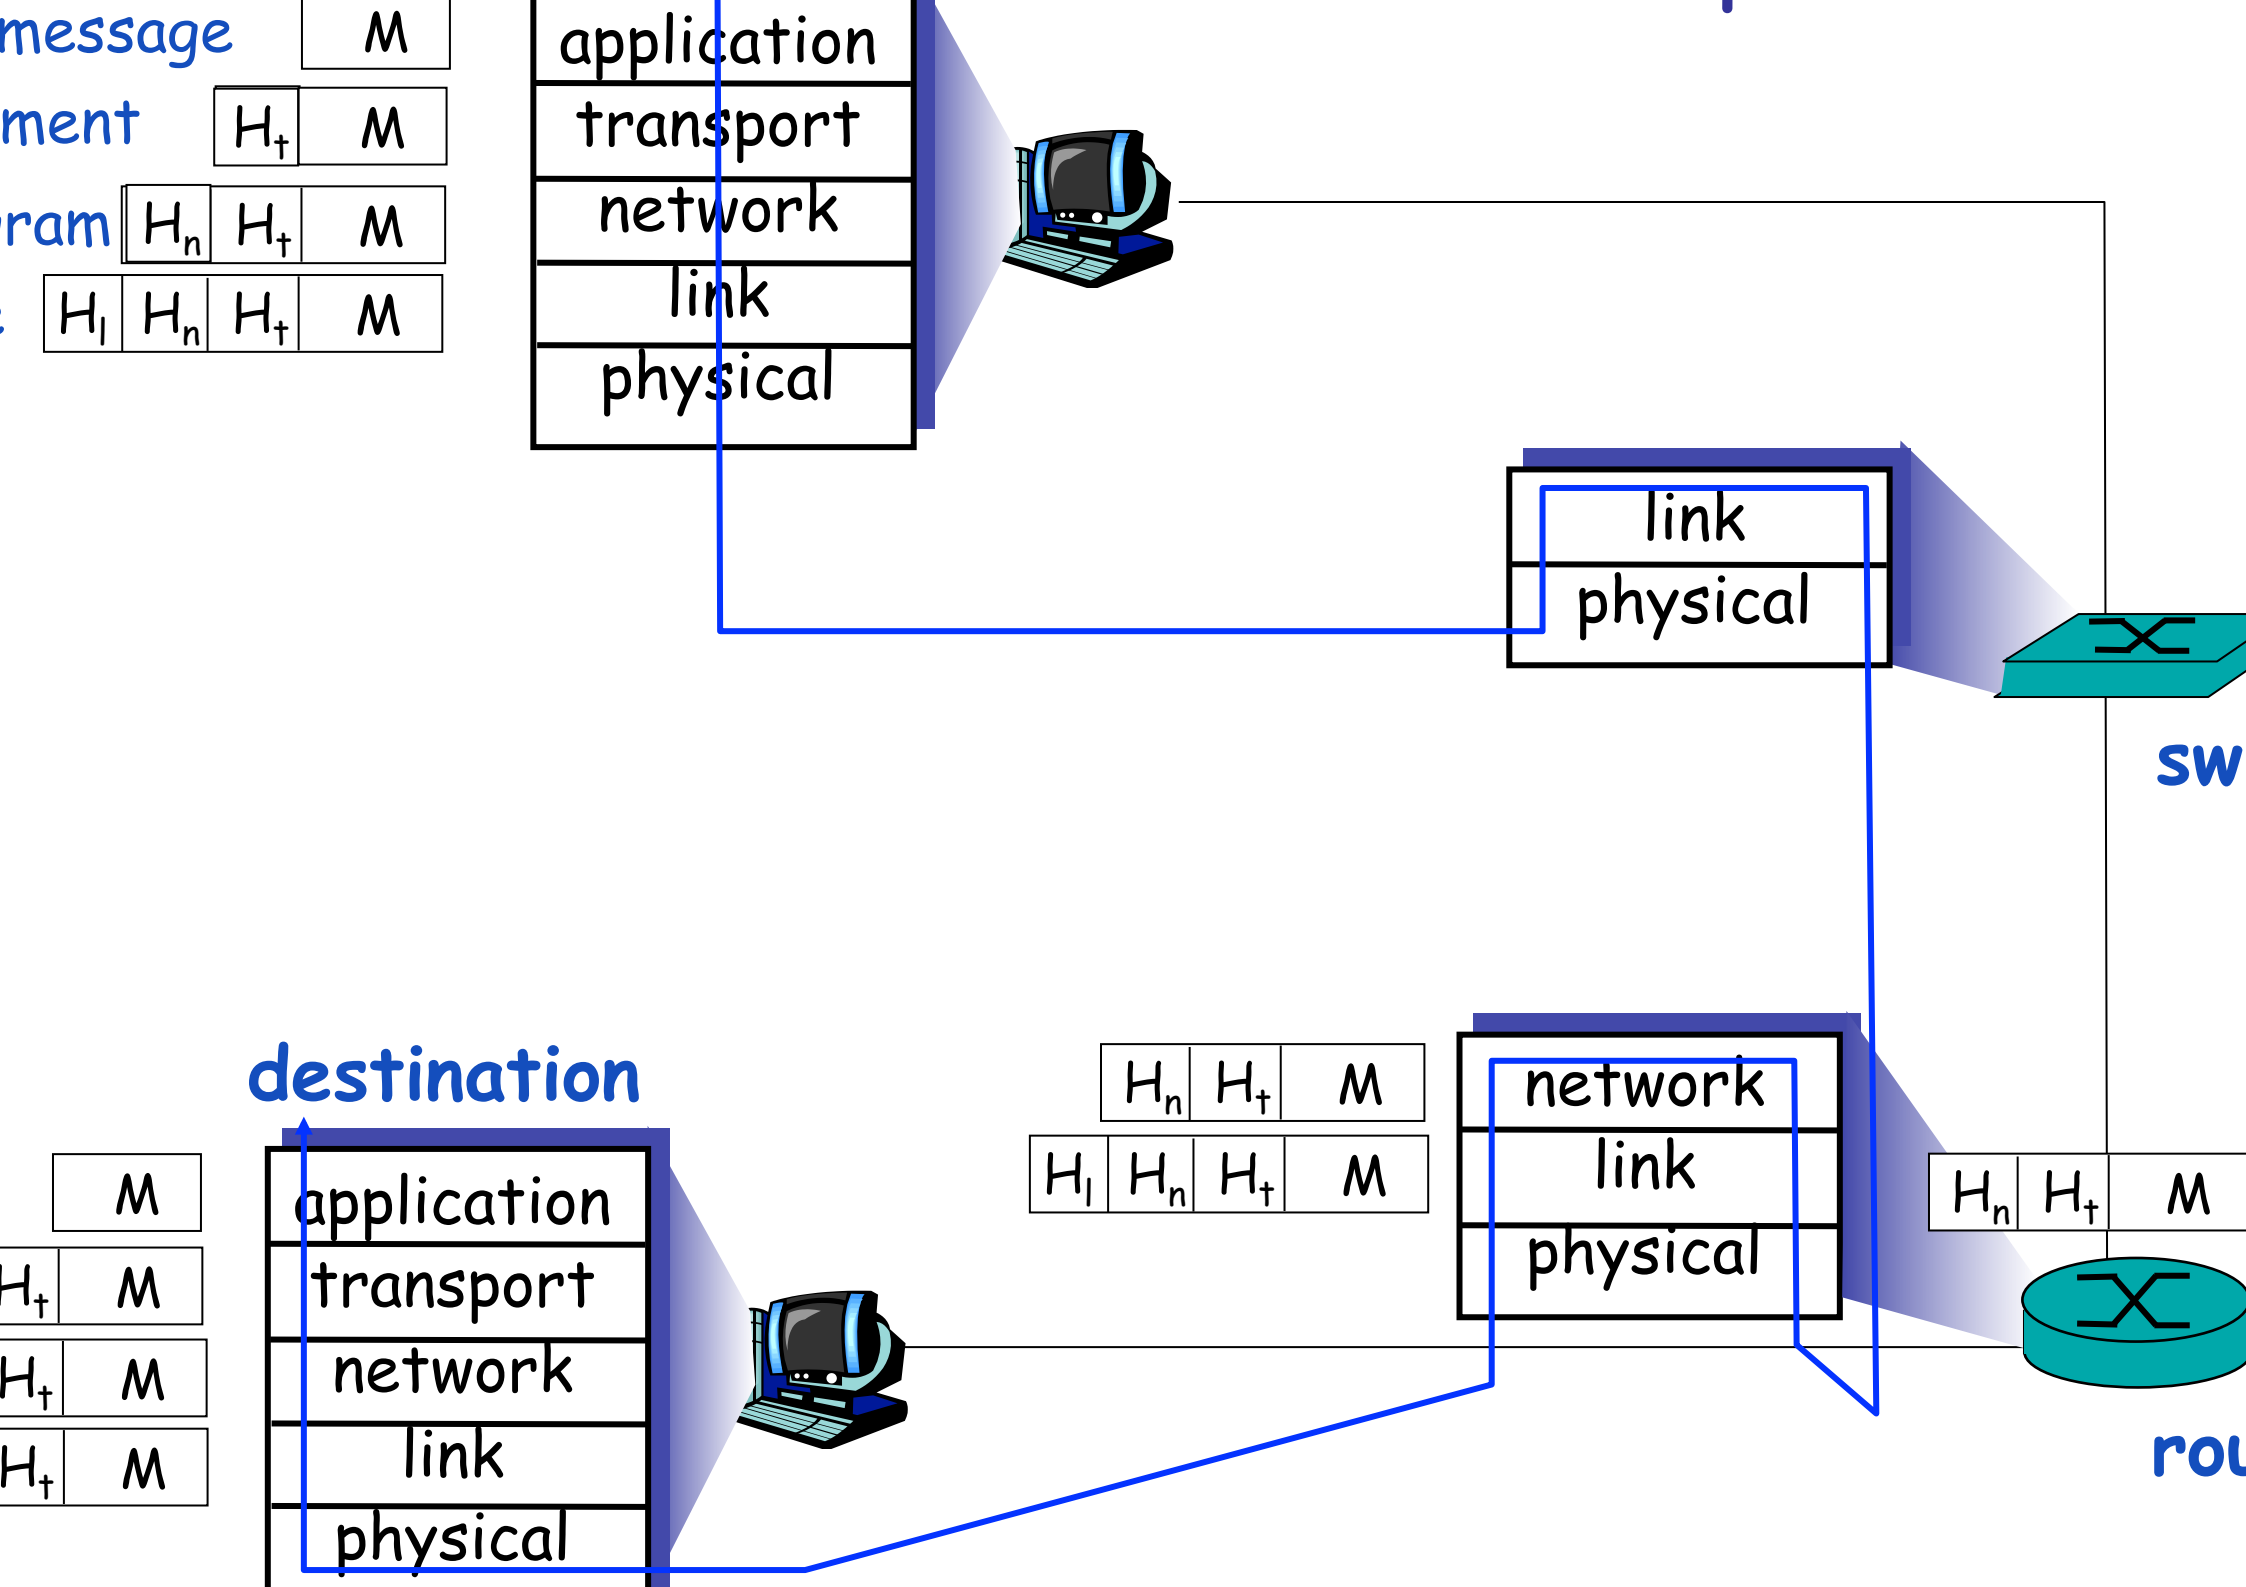 message M
application
ment Ht M
transport
ram Hn Ht M
network
Hl Hn Ht M
link
physical
link
physical
sw
destination
Hn Ht M
network
Hl Hn Ht M
link
physical
Hn Ht M
M
application
Ht M
transport
Ht M
network
Ht M
link
physical
rou